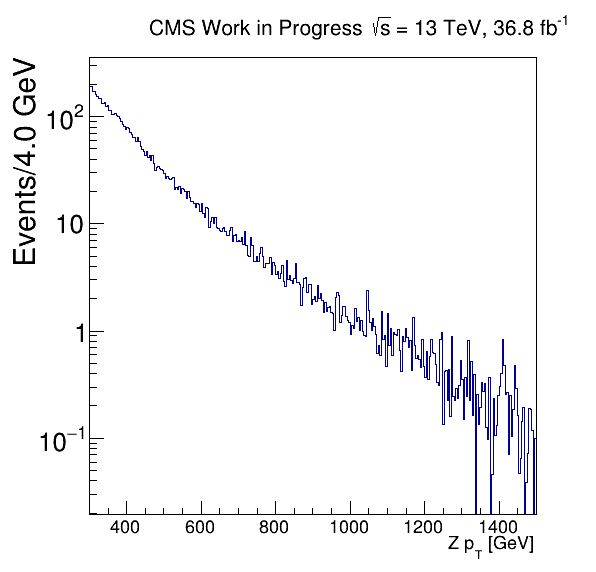 CMS Work in Progress √s = 13 TeV, 36.8 fb⁻¹
Events/4.0 GeV
10²
10
1
10⁻¹
400 600 800 1000 1200 1400
Z p_T [GeV]